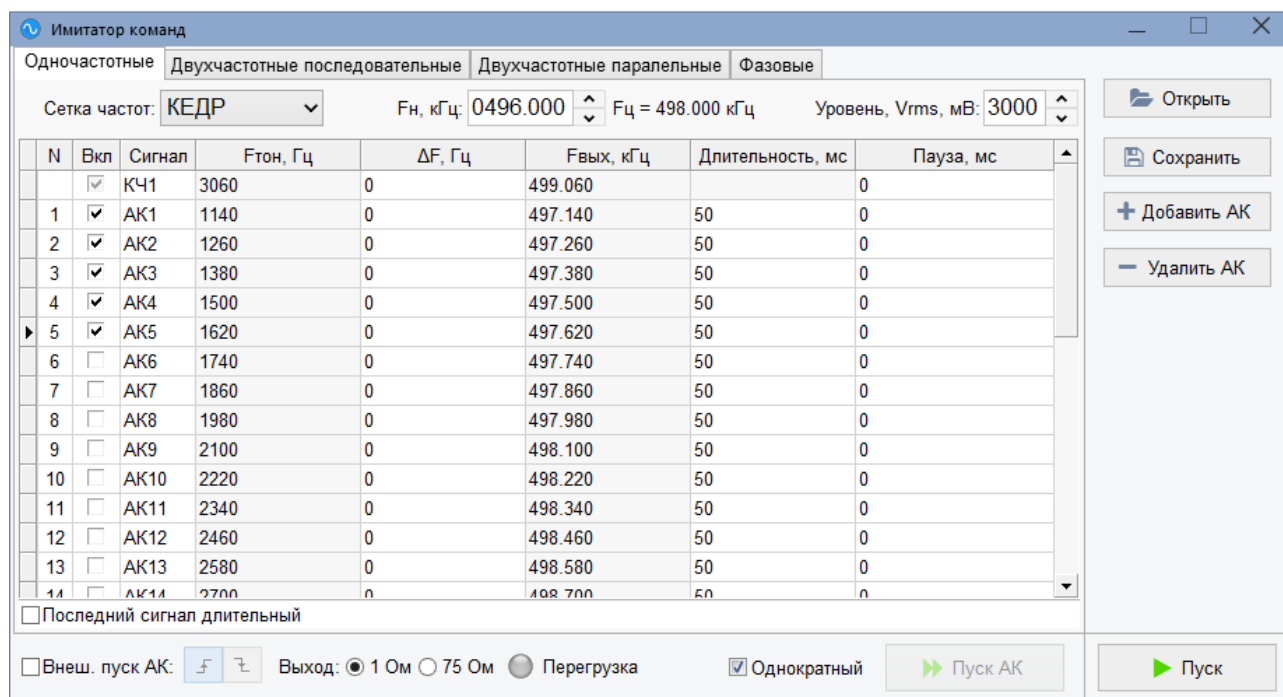 Имитатор команд
Одночастотные Двухчастотные последовательные Двухчастотные паралельные Фазовые
Сетка частот: КЕДР Fн, кГц: 0496.000 Fц = 498.000 кГц Уровень, Vrms, мВ: 3000
N Вкл Сигнал Fтон, Гц ΔF, Гц Fвых, кГц Длительность, мс Пауза, мс
КЧ1 3060 0 499.060 0
1 АК1 1140 0 497.140 50 0
2 АК2 1260 0 497.260 50 0
3 АК3 1380 0 497.380 50 0
4 АК4 1500 0 497.500 50 0
5 АК5 1620 0 497.620 50 0
6 АК6 1740 0 497.740 50 0
7 АК7 1860 0 497.860 50 0
8 АК8 1980 0 497.980 50 0
9 АК9 2100 0 498.100 50 0
10 АК10 2220 0 498.220 50 0
11 АК11 2340 0 498.340 50 0
12 АК12 2460 0 498.460 50 0
13 АК13 2580 0 498.580 50 0
14 АК14 2700 0 498.700 50 0
Последний сигнал длительный
Внеш. пуск АК: Выход: 1 Ом 75 Ом Перегрузка Однократный Пуск АК
Открыть
Сохранить
Добавить АК
Удалить АК
Пуск